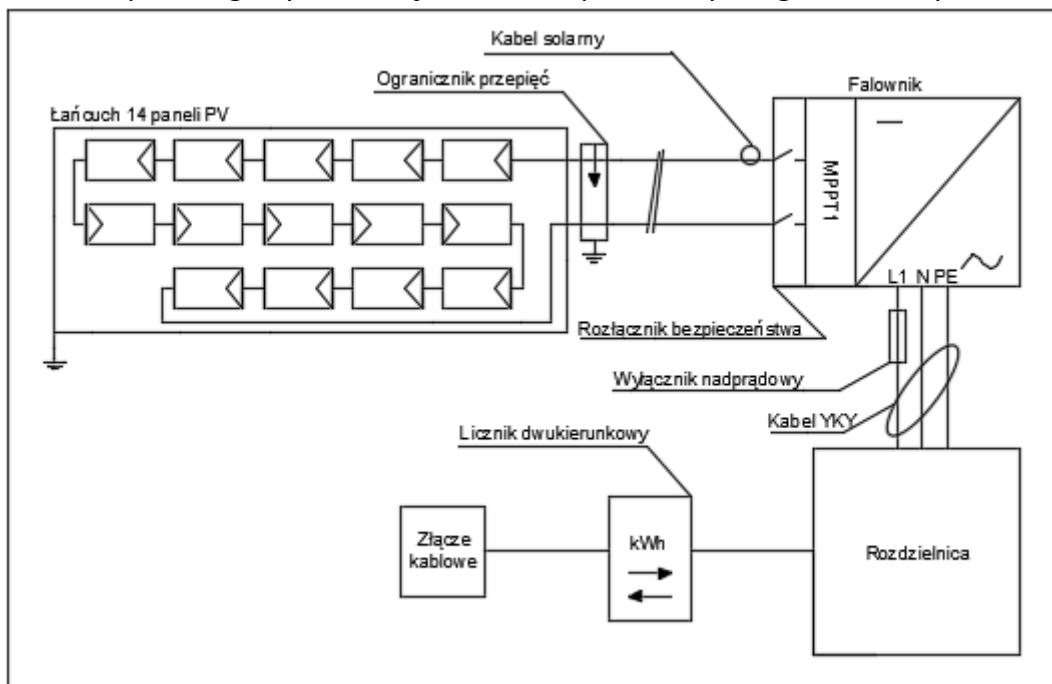 Kabel solarny
Ogranicznik przepięć
Falownik
Łańcuch 14 paneli PV
MPPT1
L1 N PE
Rozłącznik bezpieczeństwa
Wyłącznik nadprądowy
Kabel YKY
Licznik dwukierunkowy
Złącze
kablowe
kWh
Rozdzielnica